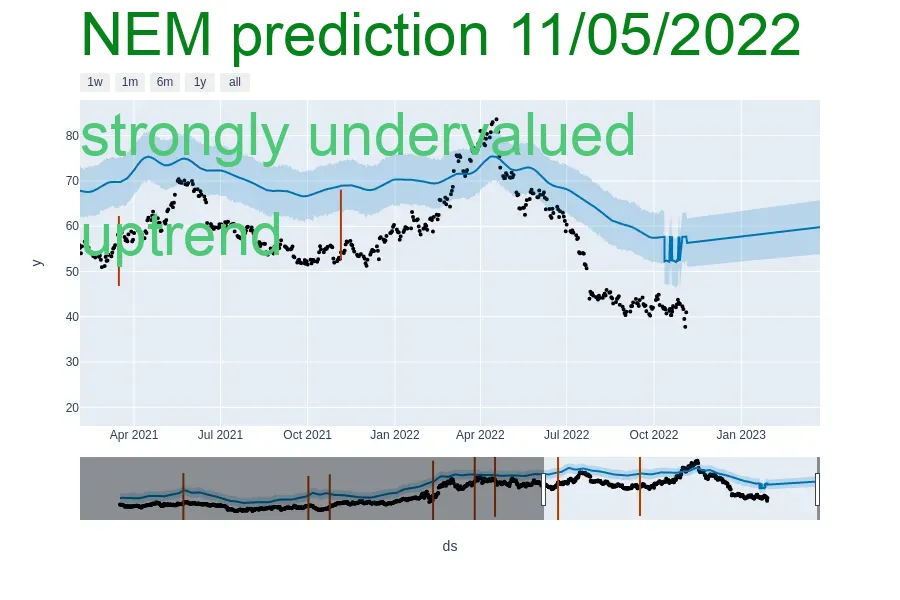 NEM prediction 11/05/2022
1w 1m 6m 1y all
strongly undervalued
uptrend
80
70
60
50
40
30
20
y
Apr 2021 Jul 2021 Oct 2021 Jan 2022 Apr 2022 Jul 2022 Oct 2022 Jan 2023
ds